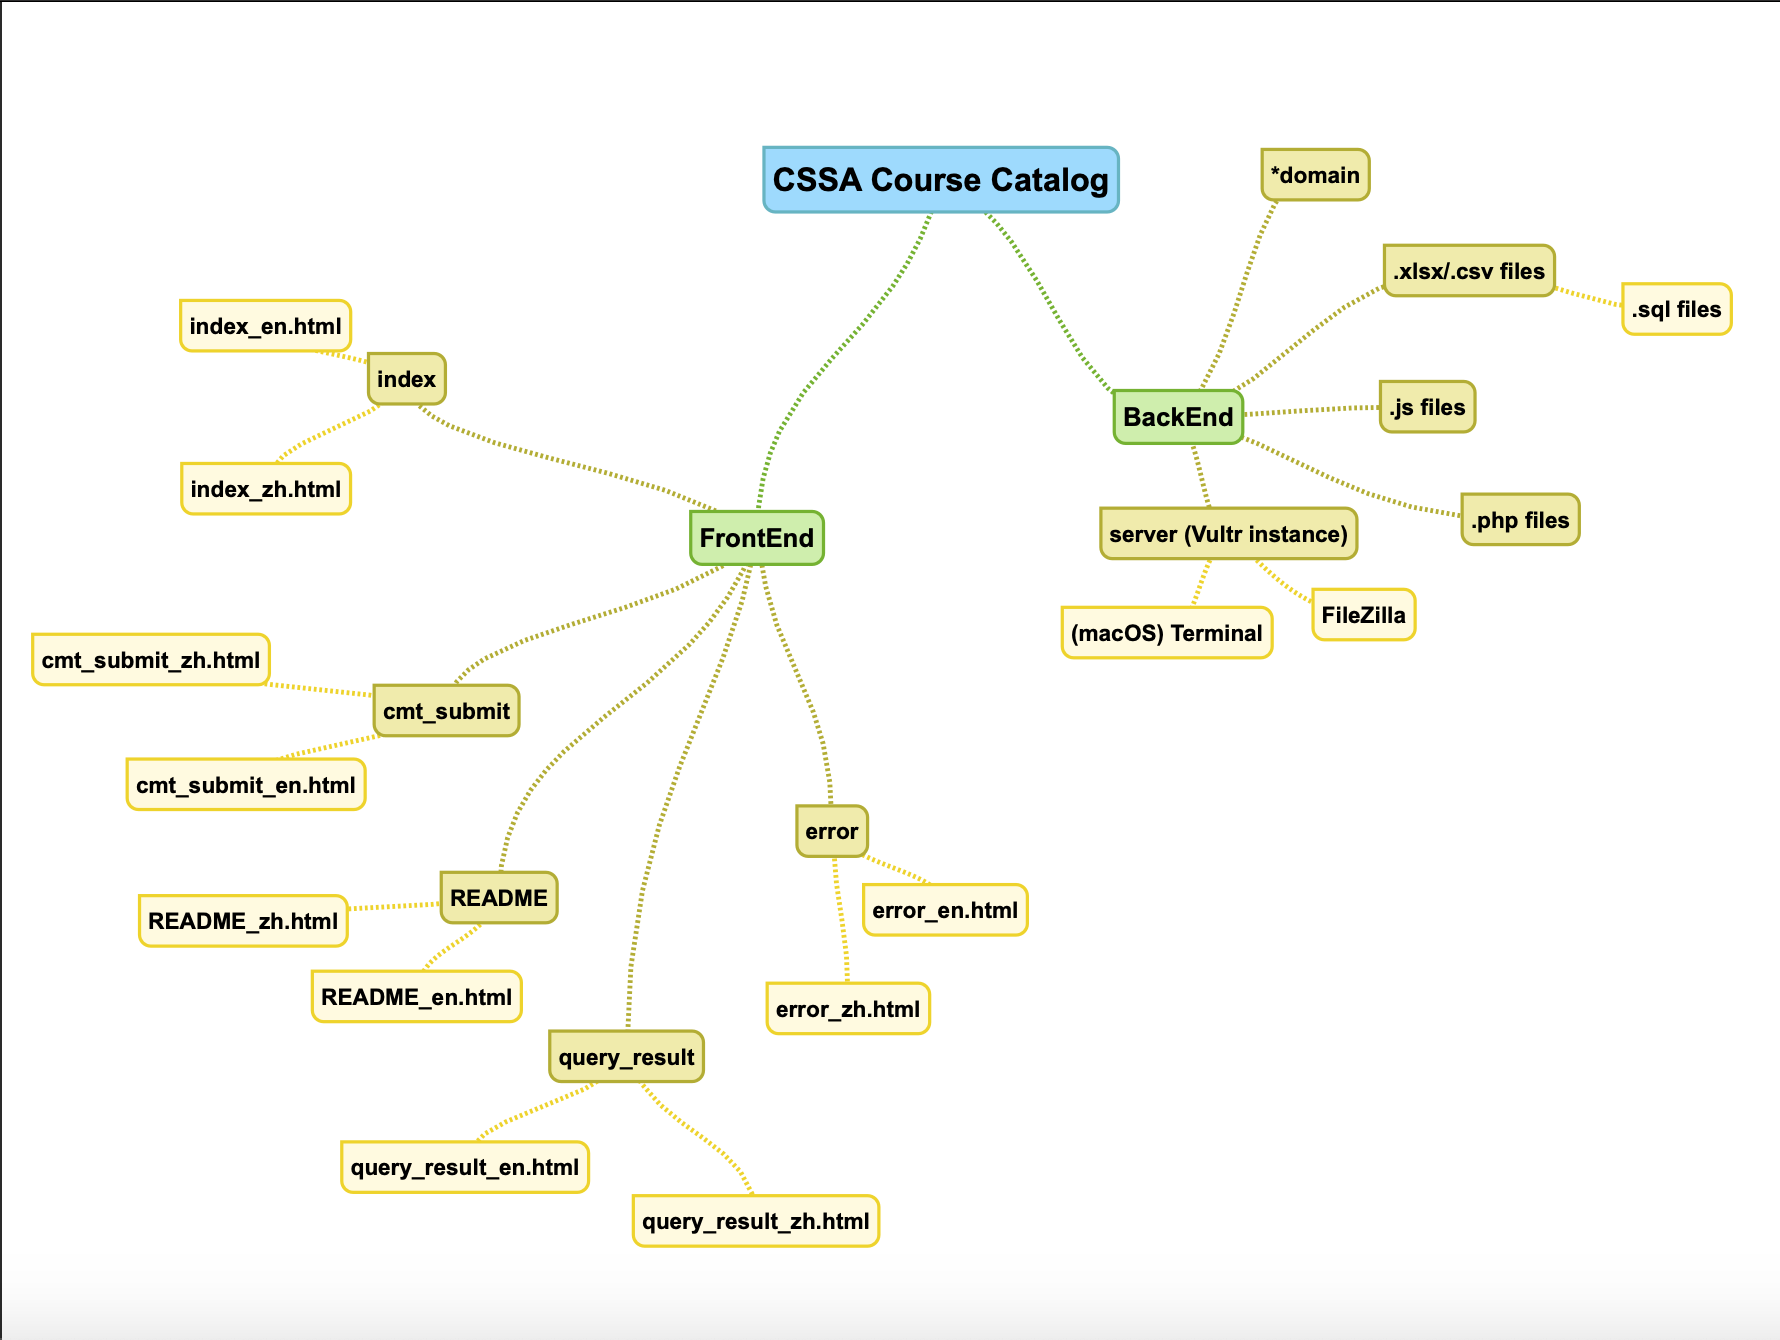 CSSA Course Catalog
*domain
.xlsx/.csv files
.sql files
.js files
BackEnd
.php files
server (Vultr instance)
FileZilla
(macOS) Terminal
index_en.html
index
index_zh.html
FrontEnd
cmt_submit_zh.html
cmt_submit
cmt_submit_en.html
README
README_zh.html
README_en.html
error
error_en.html
error_zh.html
query_result
query_result_en.html
query_result_zh.html